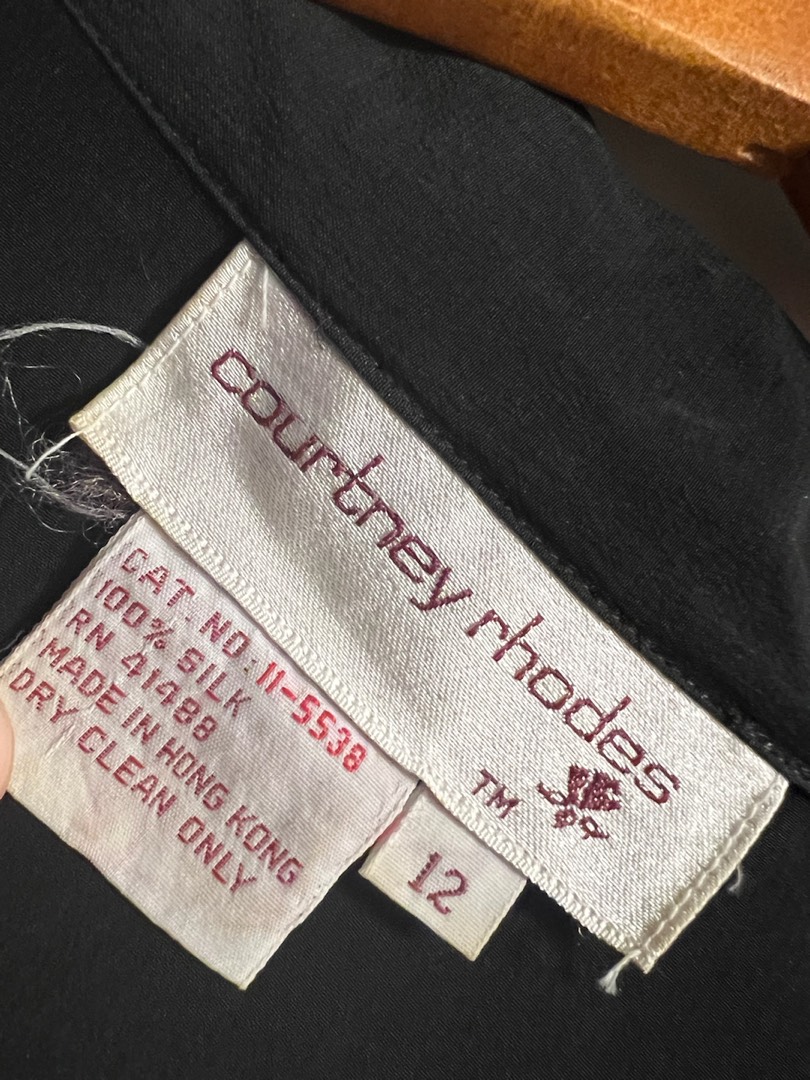 courtney rhodes
TM
CAT. NO. 11-5538
100% SILK
RN 41488
MADE IN HONG KONG
DRY CLEAN ONLY
12